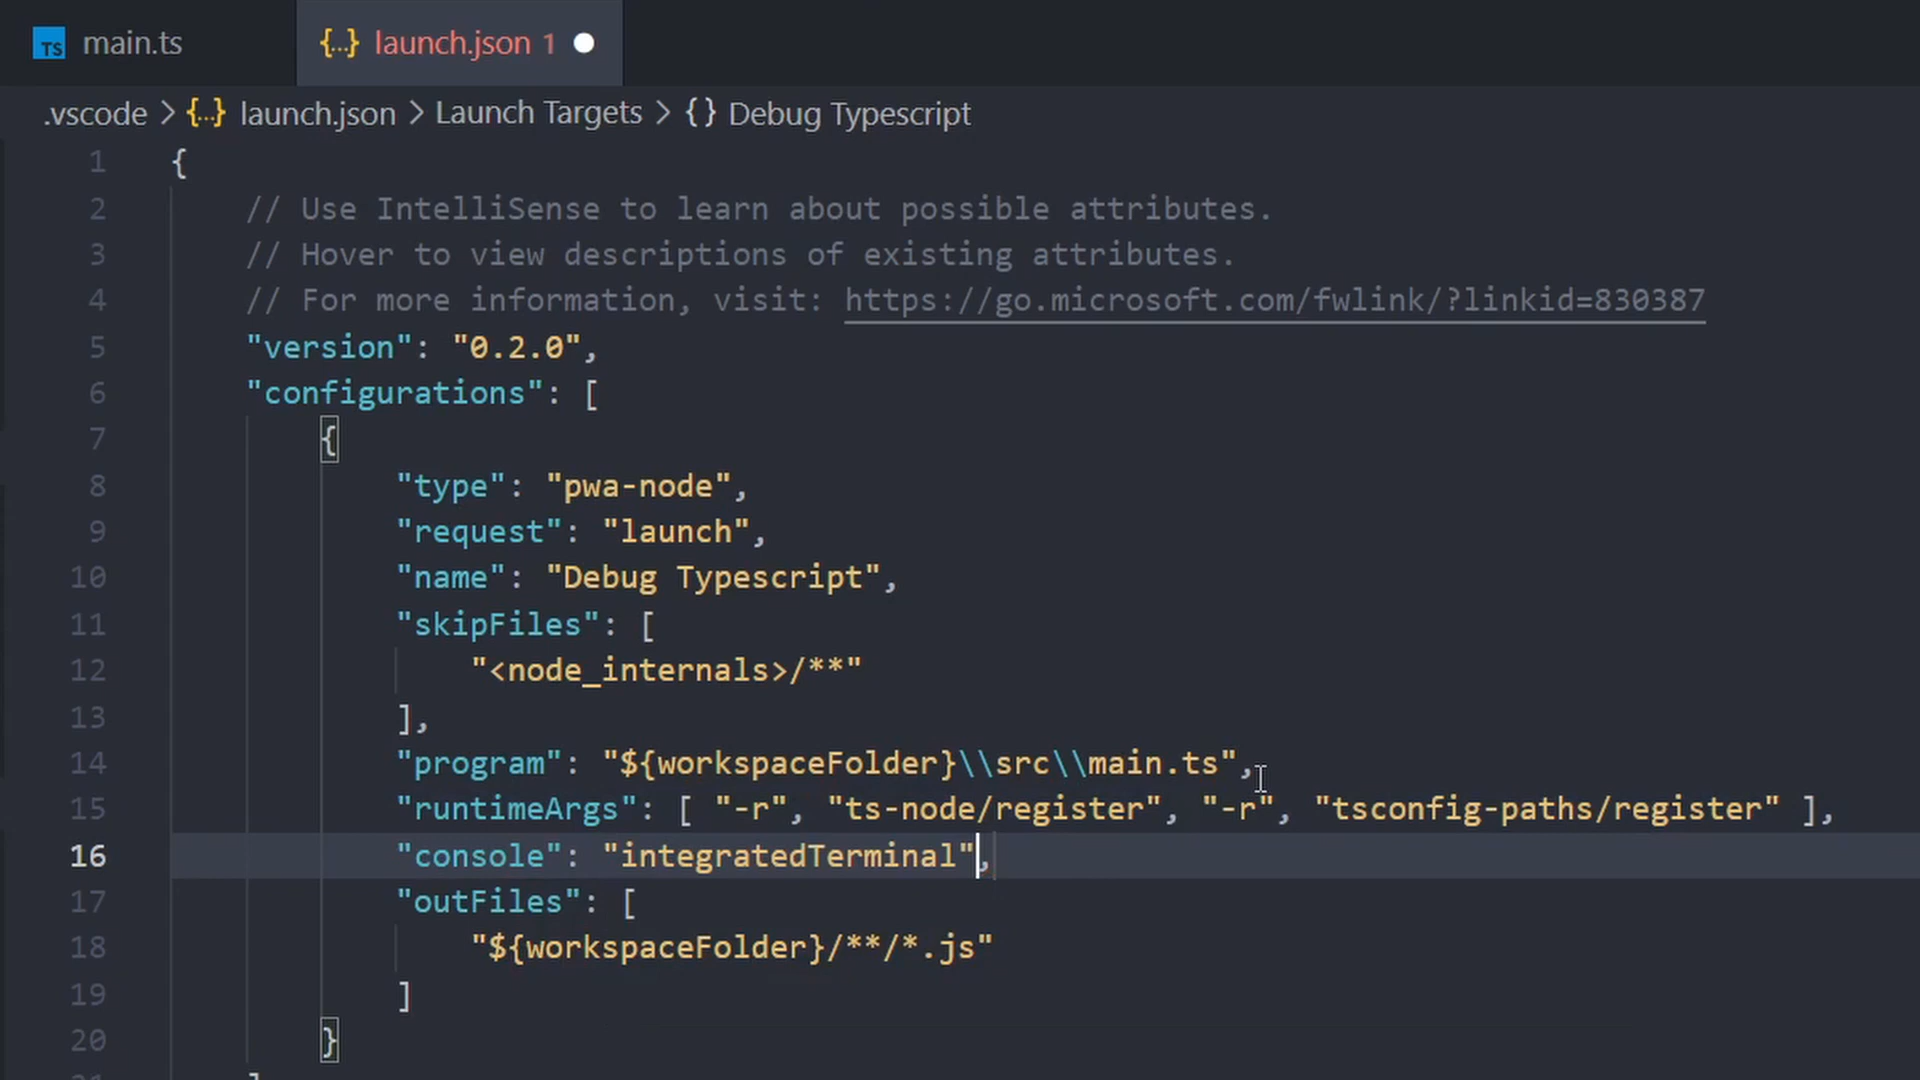 TS main.ts {...} launch.json 1
.vscode > {...} launch.json > Launch Targets > {} Debug Typescript
1 {
2 // Use IntelliSense to learn about possible attributes.
3 // Hover to view descriptions of existing attributes.
4 // For more information, visit: https://go.microsoft.com/fwlink/?linkid=830387
5 "version": "0.2.0",
6 "configurations": [
7 {
8 "type": "pwa-node",
9 "request": "launch",
10 "name": "Debug Typescript",
11 "skipFiles": [
12 "<node_internals>/**"
13 ],
14 "program": "${workspaceFolder}\\src\\main.ts",
15 "runtimeArgs": [ "-r", "ts-node/register", "-r", "tsconfig-paths/register" ],
16 "console": "integratedTerminal",
17 "outFiles": [
18 "${workspaceFolder}/**/*.js"
19 ]
20 }